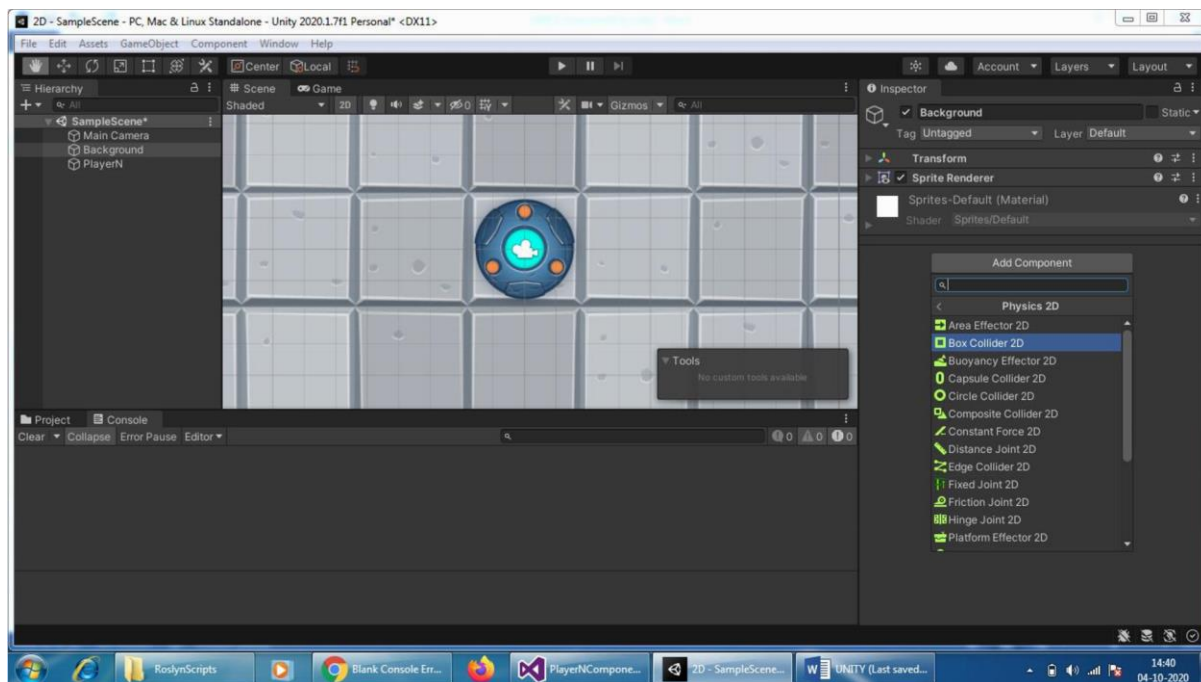 2D - SampleScene - PC, Mac & Linux Standalone - Unity 2020.1.7f1 Personal* <DX11>
File Edit Assets GameObject Component Window Help
Center Local
Account Layers Layout
Hierarchy
All
SampleScene*
Main Camera
Background
PlayerN
Scene Game
Shaded 2D 0 Gizmos All
Tools
No custom tools available
Inspector
Background Static
Tag Untagged Layer Default
Transform
Sprite Renderer
Sprites-Default (Material)
Shader Sprites/Default
Add Component
Physics 2D
Area Effector 2D
Box Collider 2D
Buoyancy Effector 2D
Capsule Collider 2D
Circle Collider 2D
Composite Collider 2D
Constant Force 2D
Distance Joint 2D
Edge Collider 2D
Fixed Joint 2D
Friction Joint 2D
Hinge Joint 2D
Platform Effector 2D
Project Console
Clear Collapse Error Pause Editor 0 0 0
RoslynScripts Blank Console Err... PlayerNCompone... 2D - SampleScene... UNITY (Last saved...
14:40
04-10-2020